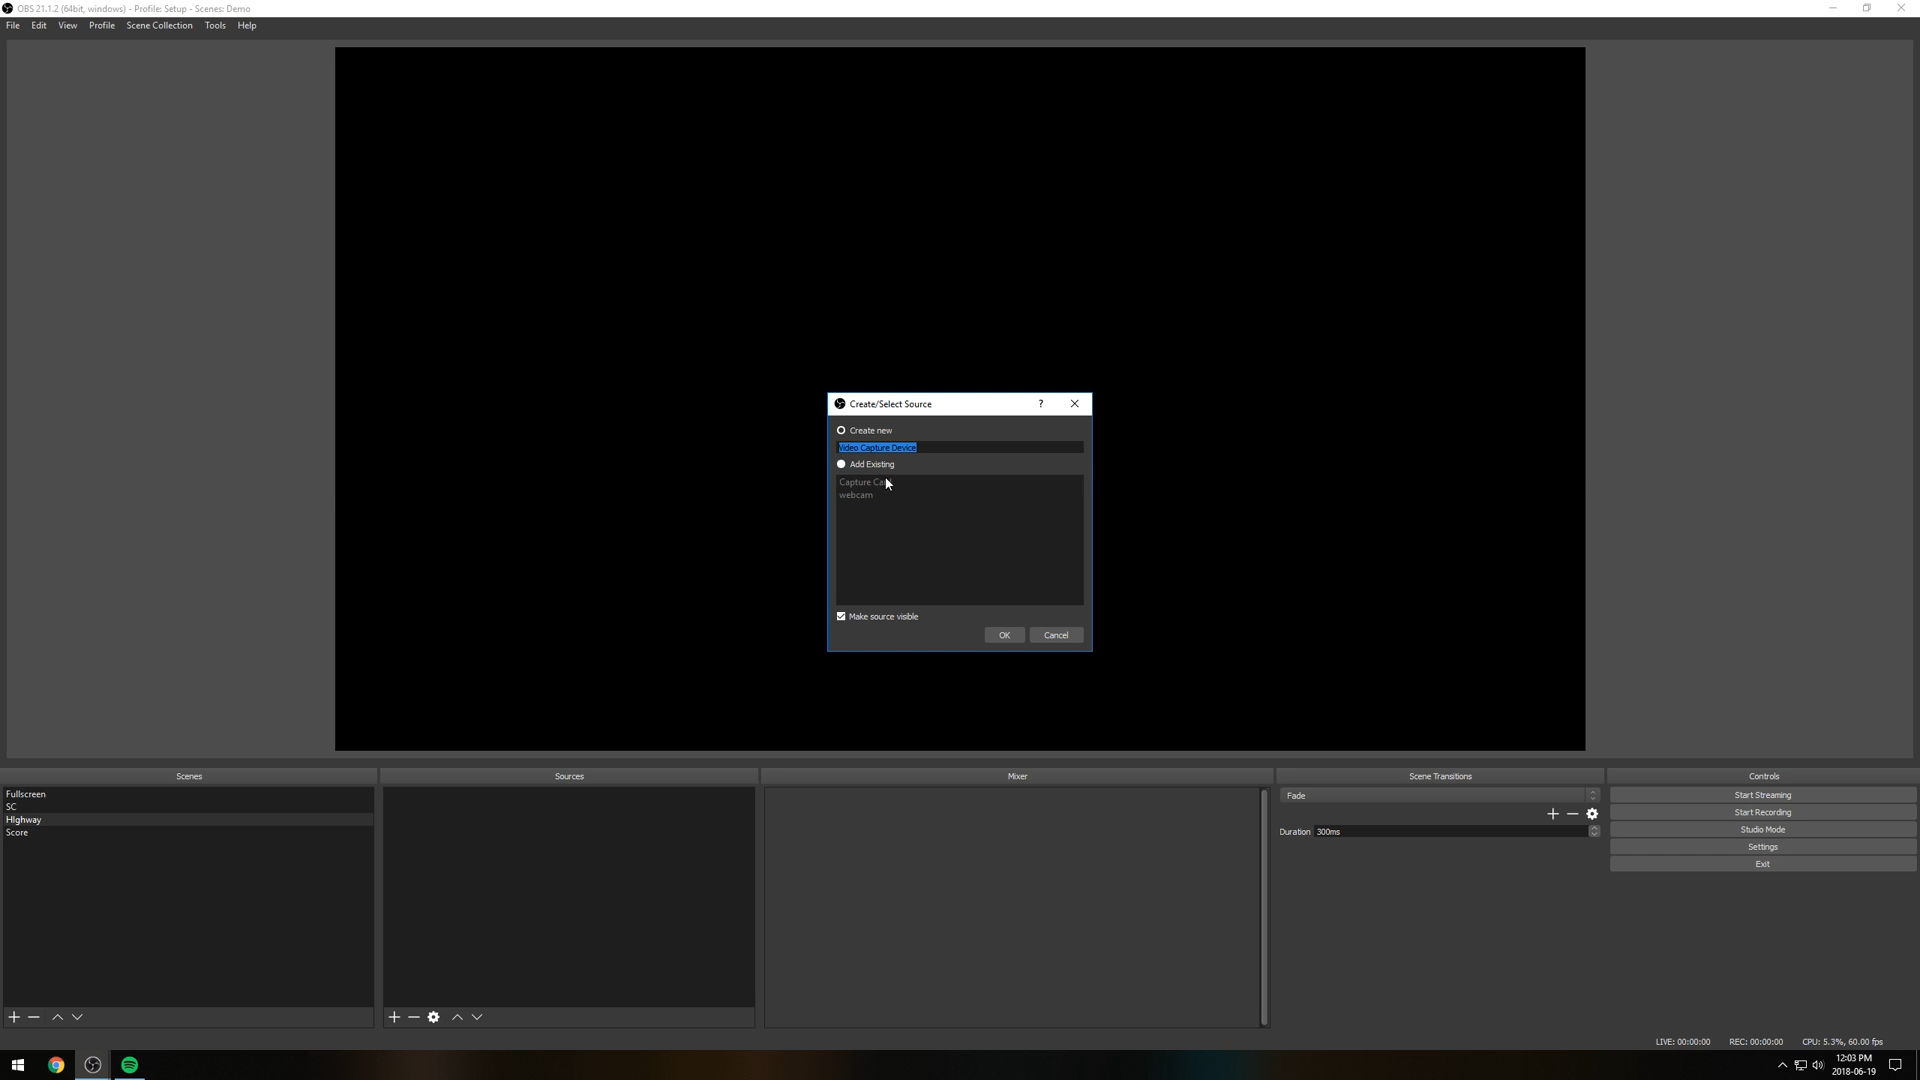 OBS 21.1.2 (64bit, windows) - Profile: Setup - Scenes: Demo
File Edit View Profile Scene Collection Tools Help
Create/Select Source ?
Create new
Video Capture Device
Add Existing
Capture
webcam
Make source visible
OK Cancel
Scenes Sources Mixer Scene Transitions Controls
Fullscreen
SC
HIghway
Score
Fade
Duration 300ms
Start Streaming
Start Recording
Studio Mode
Settings
Exit
LIVE: 00:00:00 REC: 00:00:00 CPU: 5.3%, 60.00 fps
12:03 PM
2018-06-19